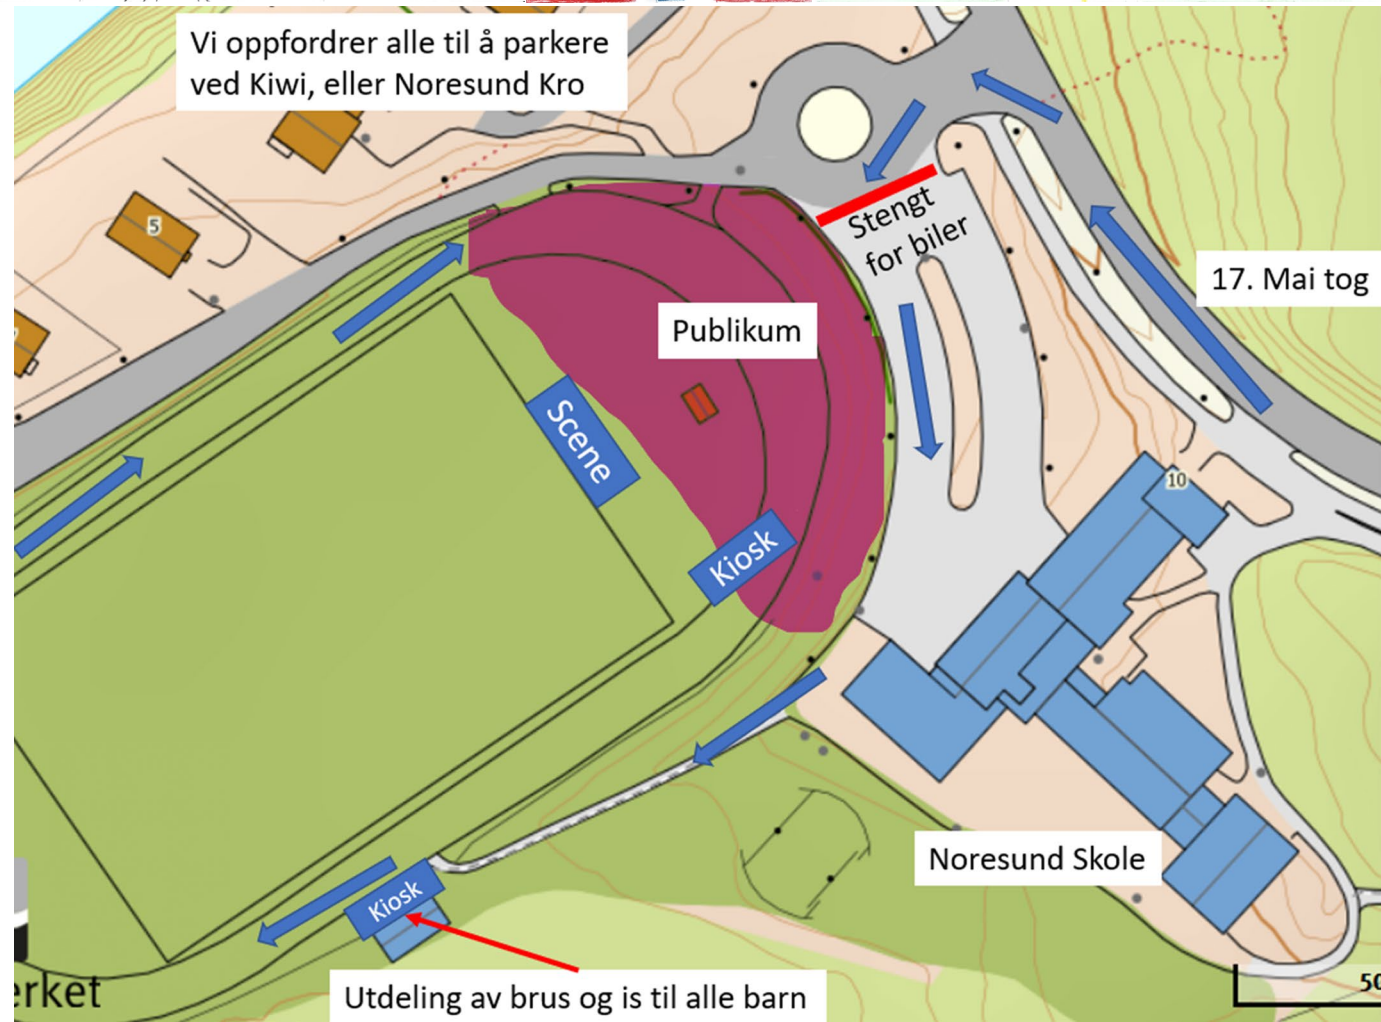 Vi oppfordrer alle til å parkere
ved Kiwi, eller Noresund Kro
5
Stengt
for biler
17. Mai tog
Publikum
Scene
10
Kiosk
Noresund Skole
Kiosk
erket
50
Utdeling av brus og is til alle barn